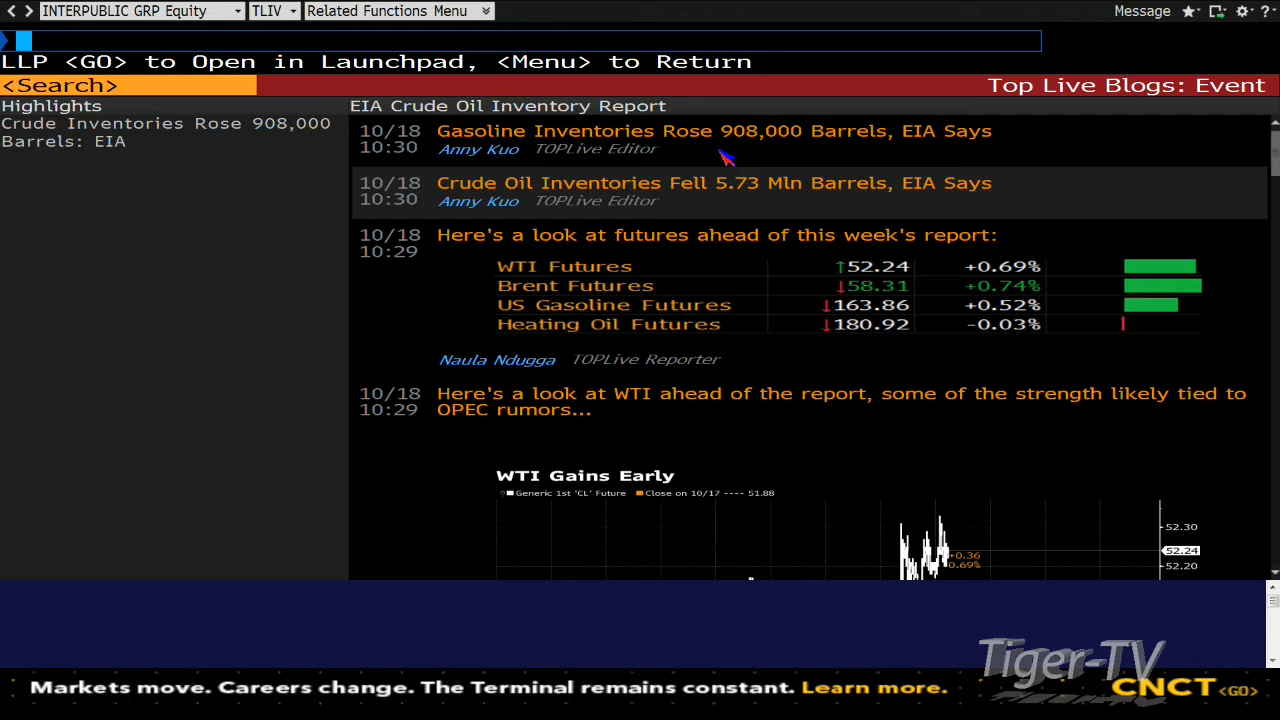 INTERPUBLIC GRP Equity TLIV Related Functions Menu Message
LLP <GO> to Open in Launchpad, <Menu> to Return
<Search> Top Live Blogs: Event
Highlights
Crude Inventories Rose 908,000
Barrels: EIA
EIA Crude Oil Inventory Report
10/18 Gasoline Inventories Rose 908,000 Barrels, EIA Says
10:30 Anny Kuo TOPLive Editor
10/18 Crude Oil Inventories Fell 5.73 Mln Barrels, EIA Says
10:30 Anny Kuo TOPLive Editor
10/18 Here's a look at futures ahead of this week's report:
10:29
WTI Futures ↑52.24 +0.69%
Brent Futures ↓58.31 +0.74%
US Gasoline Futures ↓163.86 +0.52%
Heating Oil Futures ↓180.92 -0.03%
Naula Ndugga TOPLive Reporter
10/18 Here's a look at WTI ahead of the report, some of the strength likely tied to
10:29 OPEC rumors...
WTI Gains Early
Generic 1st 'CL' Future Close on 10/17 ---- 51.88
52.30
52.24
+0.36
0.69%
52.20
Tiger-TV
Markets move. Careers change. The Terminal remains constant. Learn more. CNCT <GO>